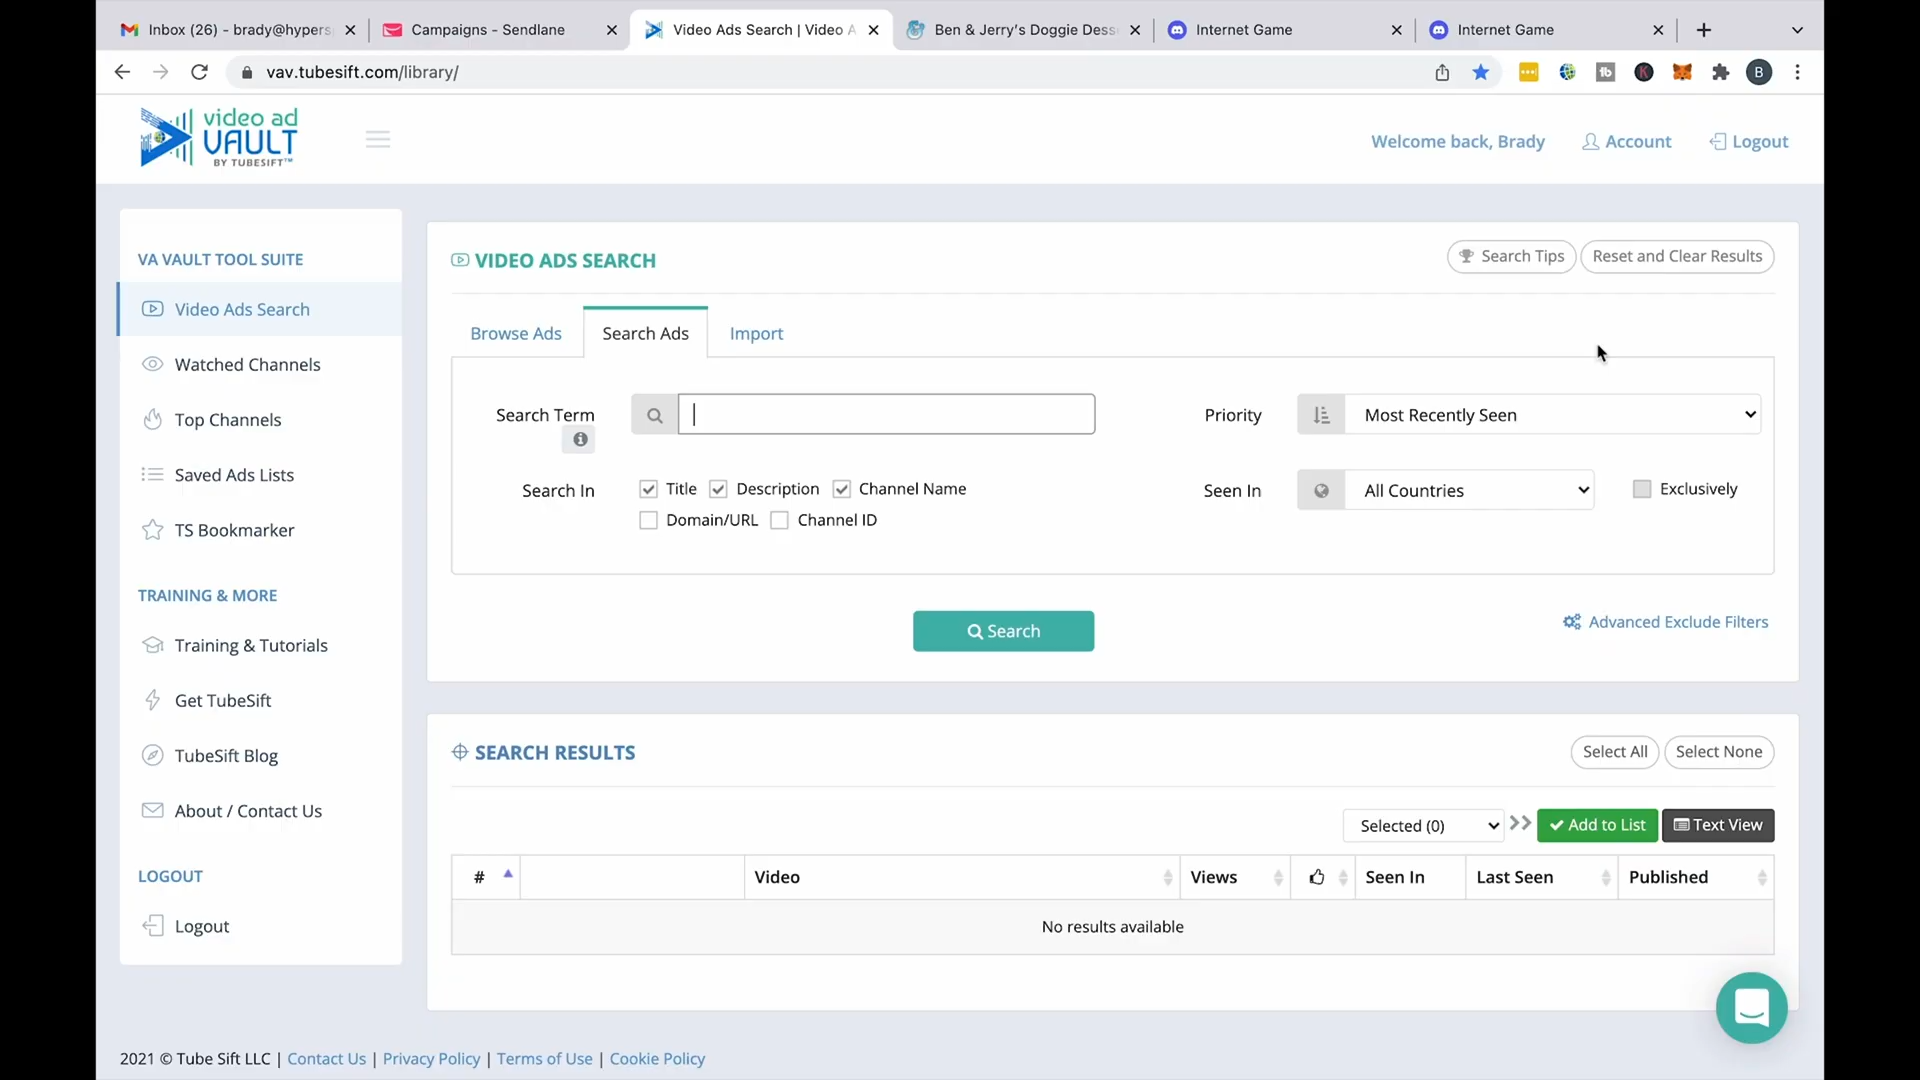 Inbox (26) - brady@hypers
Campaigns - Sendlane
Video Ads Search | Video A
Ben & Jerry's Doggie Dess
Internet Game
Internet Game
vav.tubesift.com/library/
tb
K
B
video ad
VAULT
BY TUBESIFT™
Welcome back, Brady
Account
Logout
VA VAULT TOOL SUITE
Video Ads Search
Watched Channels
Top Channels
Saved Ads Lists
TS Bookmarker
TRAINING & MORE
Training & Tutorials
Get TubeSift
TubeSift Blog
About / Contact Us
LOGOUT
Logout
VIDEO ADS SEARCH
Search Tips
Reset and Clear Results
Browse Ads
Search Ads
Import
Search Term
Priority
Most Recently Seen
Search In
Title
Description
Channel Name
Domain/URL
Channel ID
Seen In
All Countries
Exclusively
Search
Advanced Exclude Filters
SEARCH RESULTS
Select All
Select None
Selected (0)
Add to List
Text View
#
Video
Views
Seen In
Last Seen
Published
No results available
2021 © Tube Sift LLC | Contact Us | Privacy Policy | Terms of Use | Cookie Policy